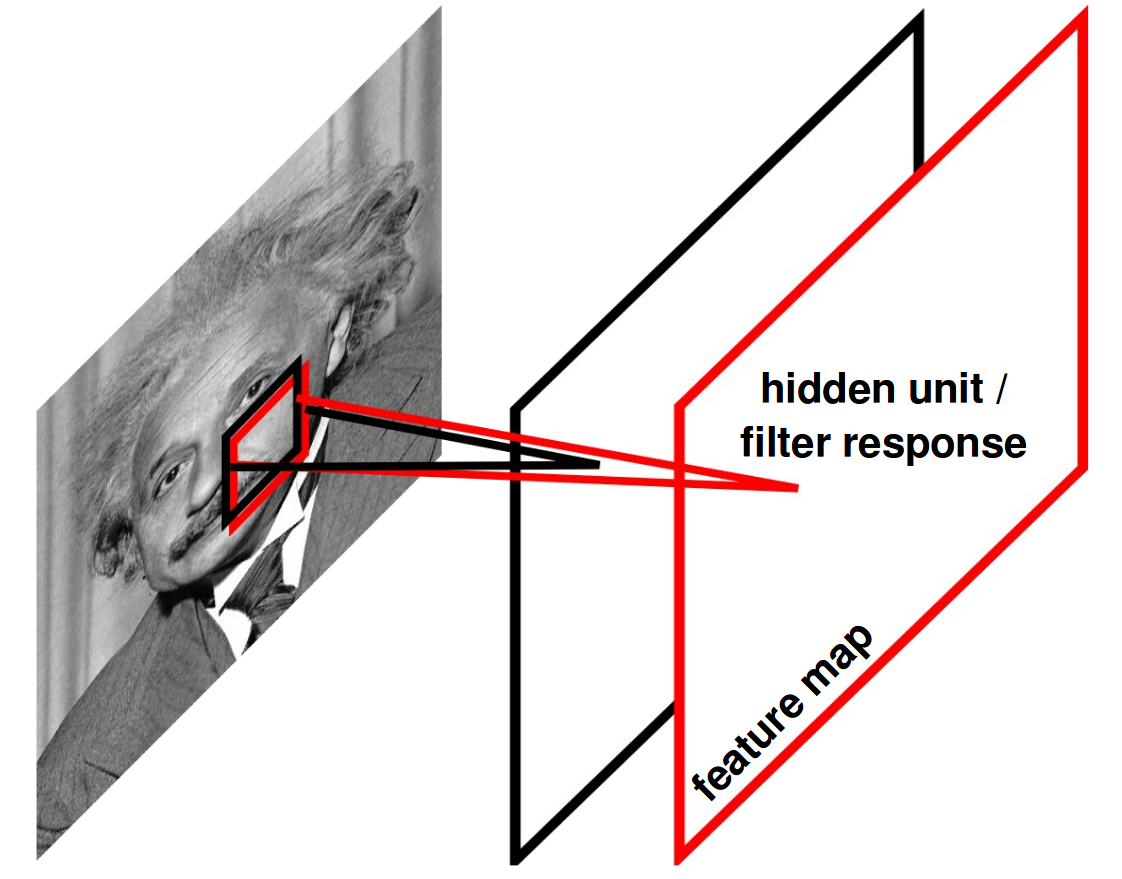 hidden unit /
filter response
feature map